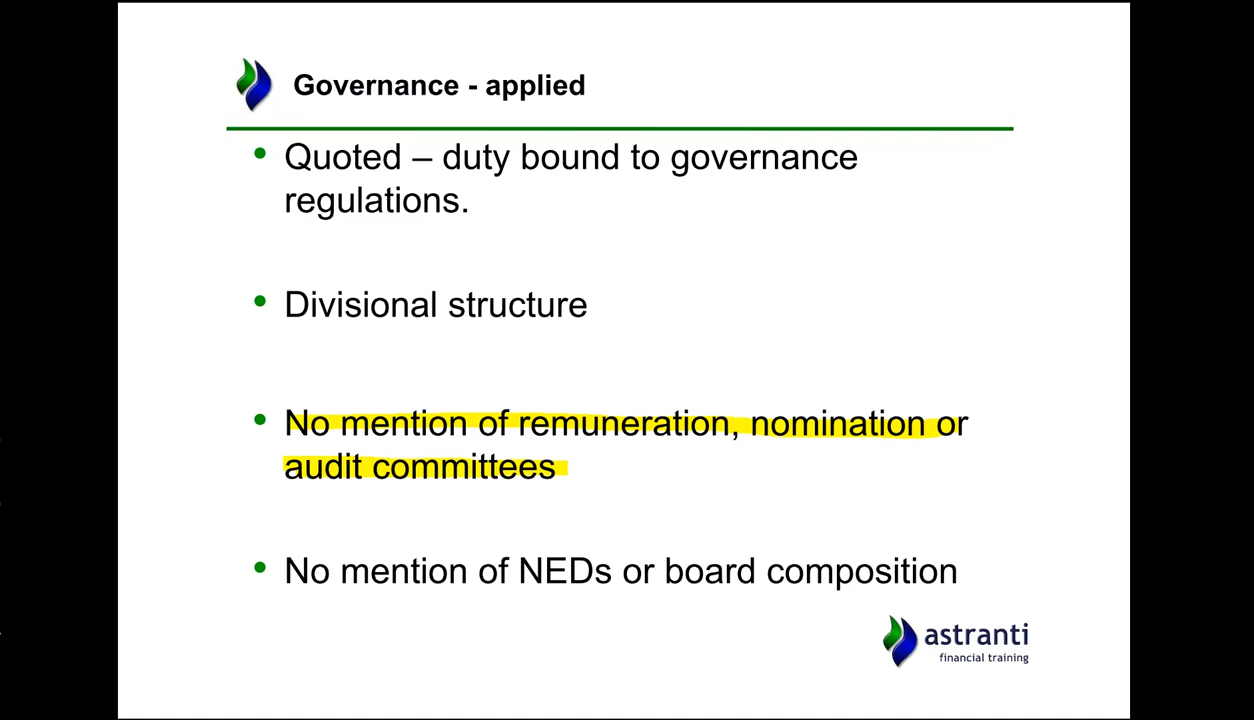 Governance - applied
• Quoted – duty bound to governance
regulations.
• Divisional structure
• No mention of remuneration, nomination or
audit committees
• No mention of NEDs or board composition
astranti
financial training